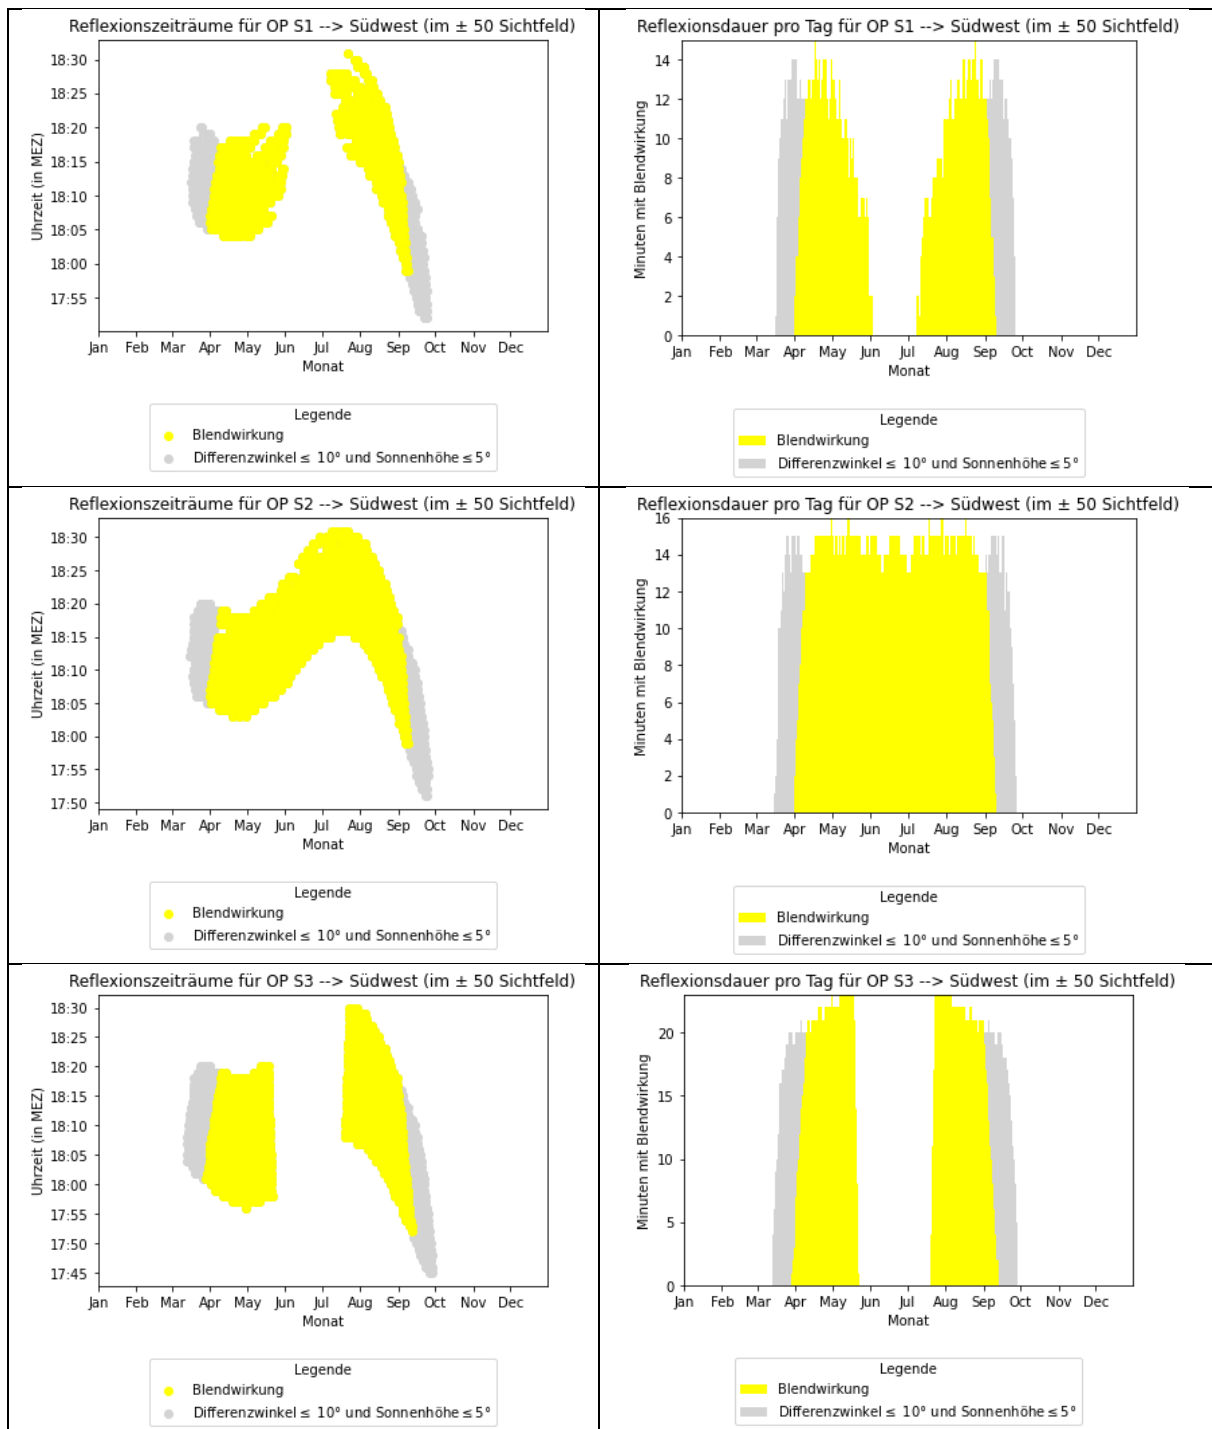 Reflexionszeiträume für OP S1 --> Südwest (im ± 50 Sichtfeld)
18:30
18:25
18:20
18:15
18:10
18:05
18:00
17:55
Uhrzeit (in MEZ)
Jan Feb Mar Apr May Jun Jul Aug Sep Oct Nov Dec
Monat
Legende
Blendwirkung
Differenzwinkel ≤ 10° und Sonnenhöhe ≤ 5°
Reflexionsdauer pro Tag für OP S1 --> Südwest (im ± 50 Sichtfeld)
14
12
10
8
6
4
2
0
Minuten mit Blendwirkung
Jan Feb Mar Apr May Jun Jul Aug Sep Oct Nov Dec
Monat
Legende
Blendwirkung
Differenzwinkel ≤ 10° und Sonnenhöhe ≤ 5°
Reflexionszeiträume für OP S2 --> Südwest (im ± 50 Sichtfeld)
18:30
18:25
18:20
18:15
18:10
18:05
18:00
17:55
17:50
Uhrzeit (in MEZ)
Jan Feb Mar Apr May Jun Jul Aug Sep Oct Nov Dec
Monat
Legende
Blendwirkung
Differenzwinkel ≤ 10° und Sonnenhöhe ≤ 5°
Reflexionsdauer pro Tag für OP S2 --> Südwest (im ± 50 Sichtfeld)
16
14
12
10
8
6
4
2
0
Minuten mit Blendwirkung
Jan Feb Mar Apr May Jun Jul Aug Sep Oct Nov Dec
Monat
Legende
Blendwirkung
Differenzwinkel ≤ 10° und Sonnenhöhe ≤ 5°
Reflexionszeiträume für OP S3 --> Südwest (im ± 50 Sichtfeld)
18:30
18:25
18:20
18:15
18:10
18:05
18:00
17:55
17:50
17:45
Uhrzeit (in MEZ)
Jan Feb Mar Apr May Jun Jul Aug Sep Oct Nov Dec
Monat
Legende
Blendwirkung
Differenzwinkel ≤ 10° und Sonnenhöhe ≤ 5°
Reflexionsdauer pro Tag für OP S3 --> Südwest (im ± 50 Sichtfeld)
20
15
10
5
0
Minuten mit Blendwirkung
Jan Feb Mar Apr May Jun Jul Aug Sep Oct Nov Dec
Monat
Legende
Blendwirkung
Differenzwinkel ≤ 10° und Sonnenhöhe ≤ 5°